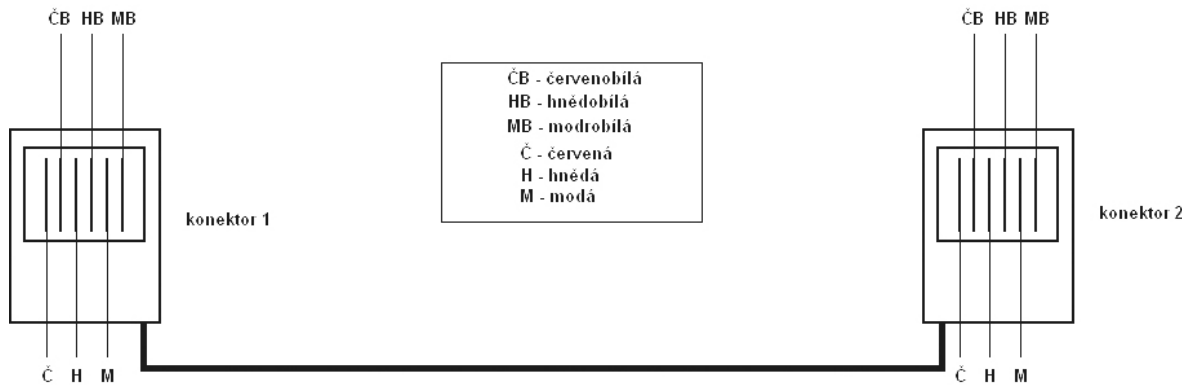 ČB HB MB
ČB HB MB
ČB - červenobílá
HB - hnědobílá
MB - modrobílá
Č - červená
H - hnědá
M - modá
konektor 1
konektor 2
Č H M
Č H M